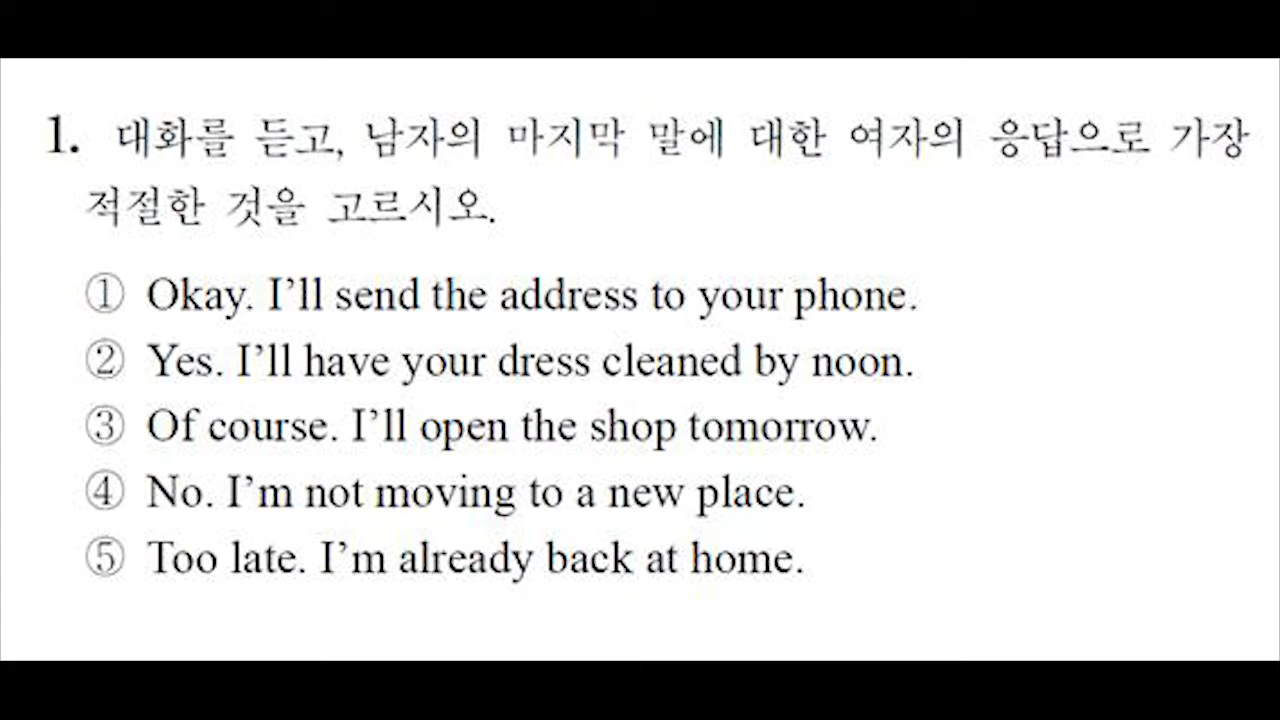 1. 대화를 듣고, 남자의 마지막 말에 대한 여자의 응답으로 가장
적절한 것을 고르시오.
① Okay. I’ll send the address to your phone.
② Yes. I’ll have your dress cleaned by noon.
③ Of course. I’ll open the shop tomorrow.
④ No. I’m not moving to a new place.
⑤ Too late. I’m already back at home.